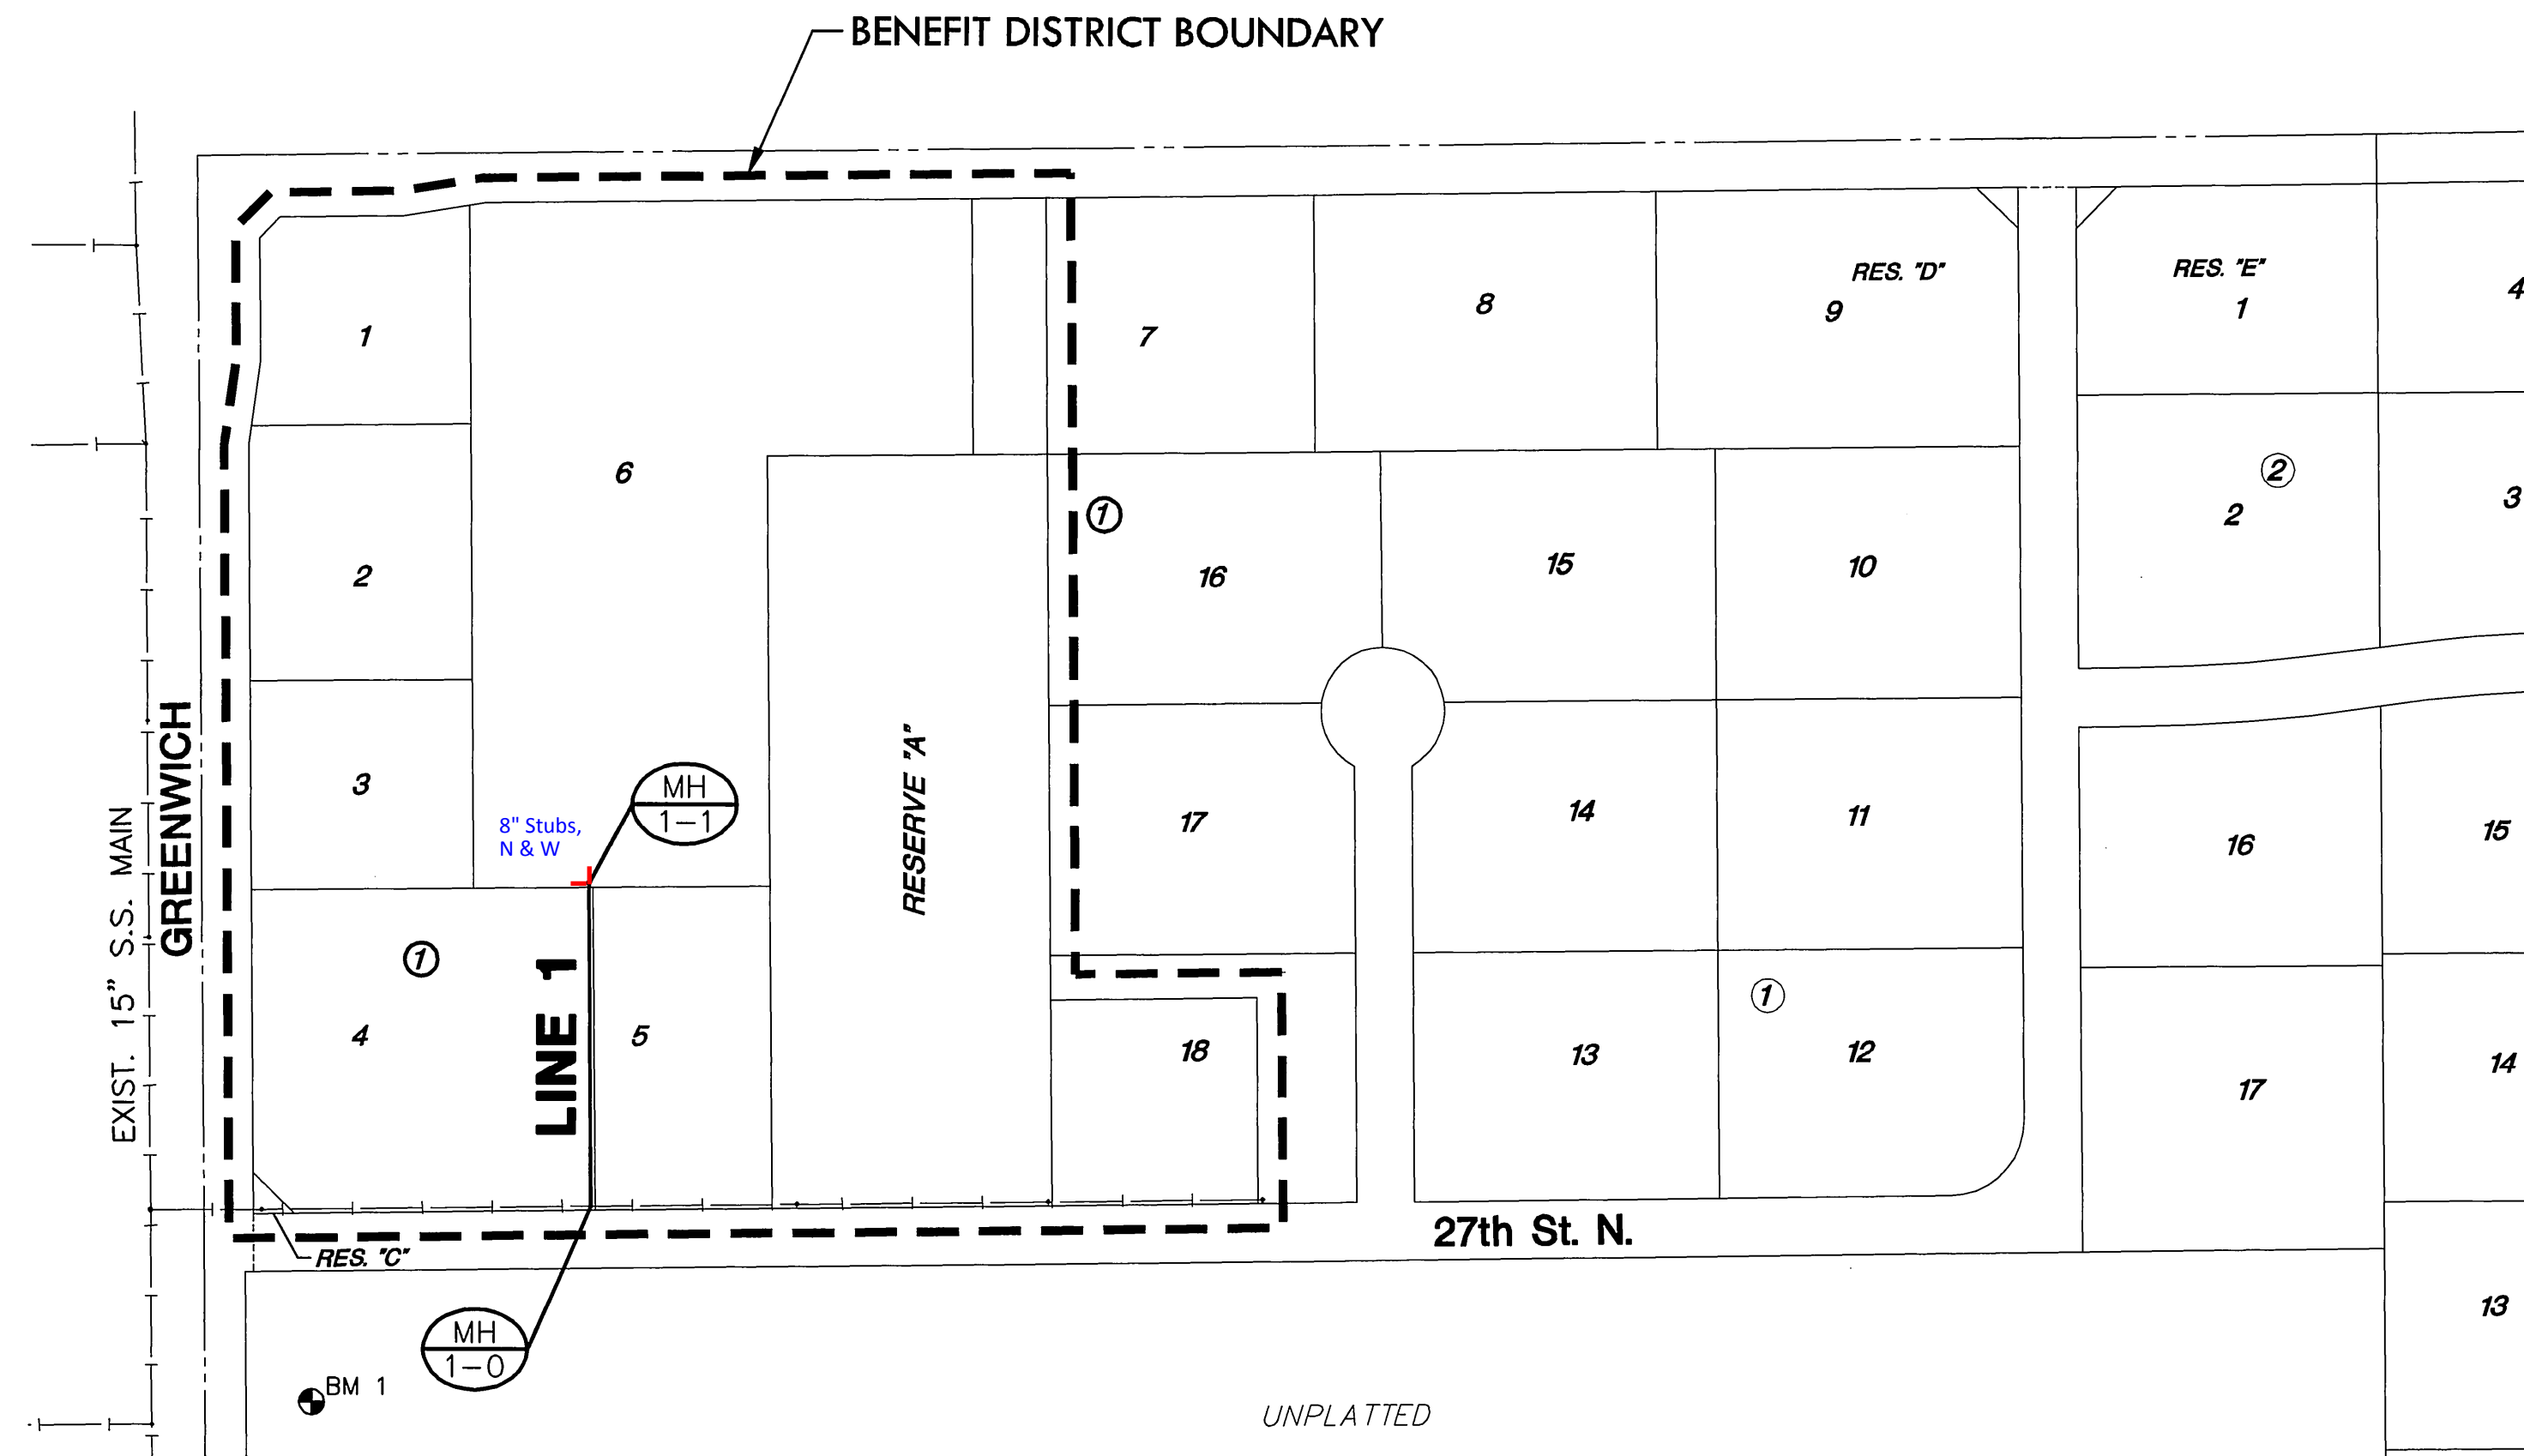 BENEFIT DISTRICT BOUNDARY
RES. "D"
RES. "E"
1
7
8
9
1
4
6
2
1
16
15
10
2
2
3
GREENWICH
EXIST. 15" S.S. MAIN
3
8" Stubs,
N & W
MH
1-1
RESERVE "A"
17
14
11
16
15
1
LINE 1
4
5
18
13
1
12
17
14
27th St. N.
RES. "C"
13
MH
1-0
BM 1
UNPLATTED